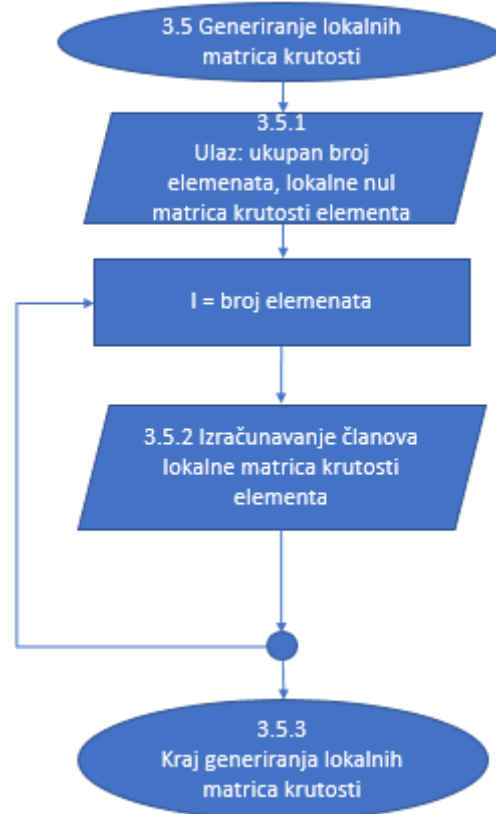 3.5 Generiranje lokalnih
matrica krutosti
3.5.1
Ulaz: ukupan broj
elemenata, lokalne nul
matrica krutosti elementa
I = broj elemenata
3.5.2 Izračunavanje članova
lokalne matrica krutosti
elementa
3.5.3
Kraj generiranja lokalnih
matrica krutosti